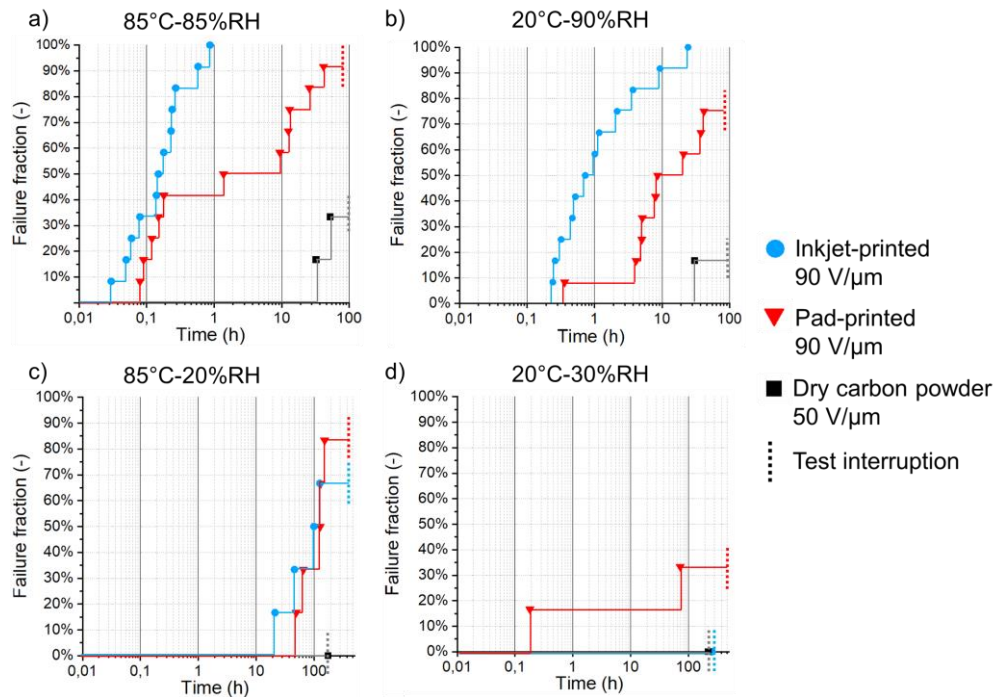 a)
85°C-85%RH
Failure fraction (-)
100%
90%
80%
70%
60%
50%
40%
30%
20%
10%
0%
0,01 0,1 1 10 100
Time (h)
b)
20°C-90%RH
Failure fraction (-)
100%
90%
80%
70%
60%
50%
40%
30%
20%
10%
0%
0,01 0,1 1 10 100
Time (h)
c)
85°C-20%RH
Failure fraction (-)
100%
90%
80%
70%
60%
50%
40%
30%
20%
10%
0%
0,01 0,1 1 10 100
Time (h)
d)
20°C-30%RH
Failure fraction (-)
100%
90%
80%
70%
60%
50%
40%
30%
20%
10%
0%
0,01 0,1 1 10 100
Time (h)
Inkjet-printed
90 V/µm
Pad-printed
90 V/µm
Dry carbon powder
50 V/µm
Test interruption